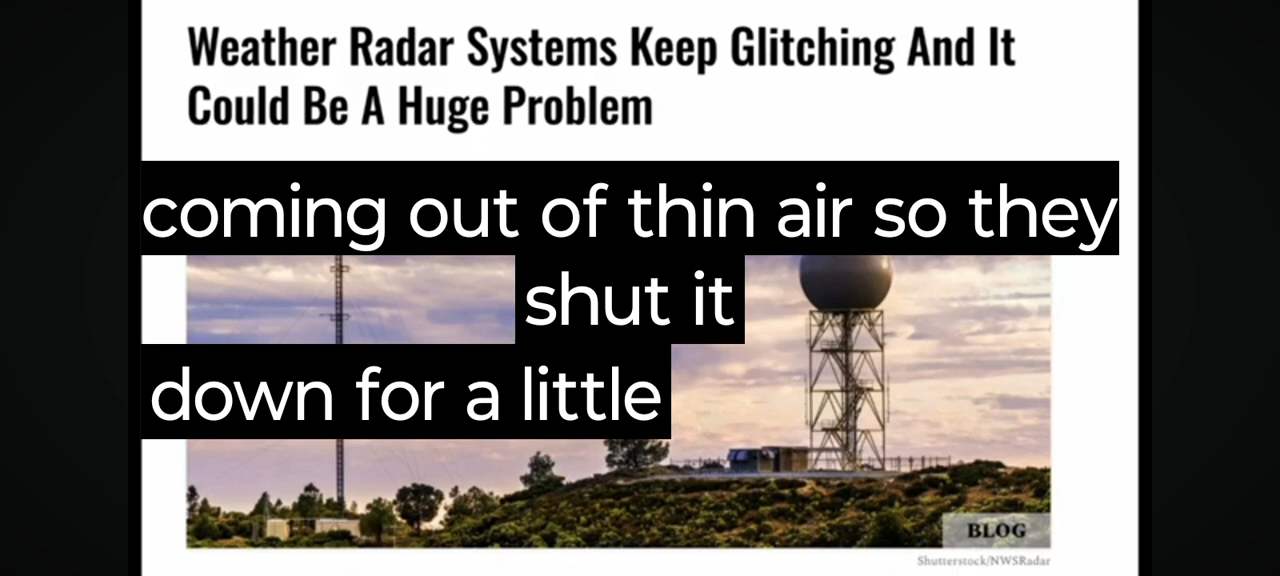 Weather Radar Systems Keep Glitching And It
Could Be A Huge Problem
coming out of thin air so they
shut it
down for a little
BLOG
Shutterstock/NWSRadar